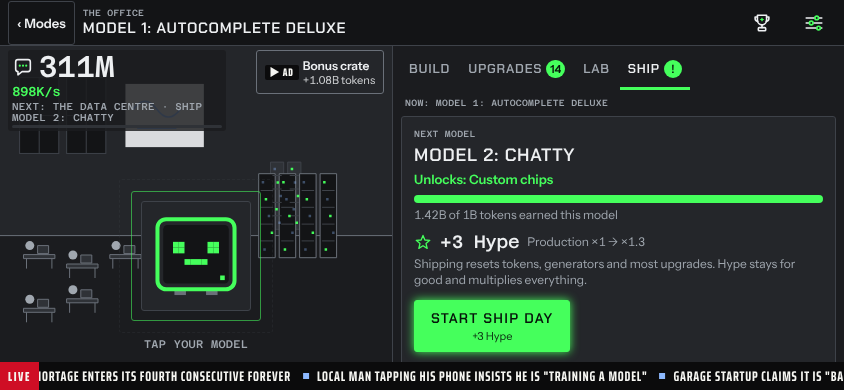 ‹ Modes
THE OFFICE
MODEL 1: AUTOCOMPLETE DELUXE
311M
898K/s
NEXT: THE DATA CENTRE · SHIP
MODEL 2: CHATTY
AD
Bonus crate
+1.08B tokens
TAP YOUR MODEL
BUILD
UPGRADES 14
LAB
SHIP !
NOW: MODEL 1: AUTOCOMPLETE DELUXE
NEXT MODEL
MODEL 2: CHATTY
Unlocks: Custom chips
1.42B of 1B tokens earned this model
+3 Hype Production ×1 → ×1.3
Shipping resets tokens, generators and most upgrades. Hype stays for
good and multiplies everything.
START SHIP DAY
+3 Hype
LIVE
ORTAGE ENTERS ITS FOURTH CONSECUTIVE FOREVER
LOCAL MAN TAPPING HIS PHONE INSISTS HE IS "TRAINING A MODEL"
GARAGE STARTUP CLAIMS IT IS "BA